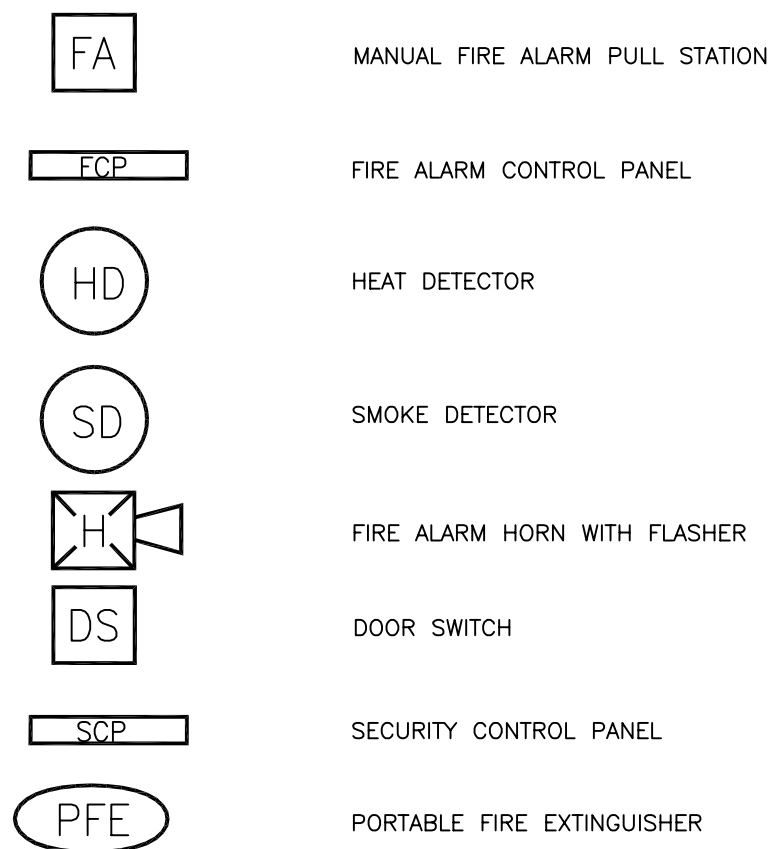 FA MANUAL FIRE ALARM PULL STATION
FCP FIRE ALARM CONTROL PANEL
HD HEAT DETECTOR
SD SMOKE DETECTOR
H FIRE ALARM HORN WITH FLASHER
DS DOOR SWITCH
SCP SECURITY CONTROL PANEL
PFE PORTABLE FIRE EXTINGUISHER